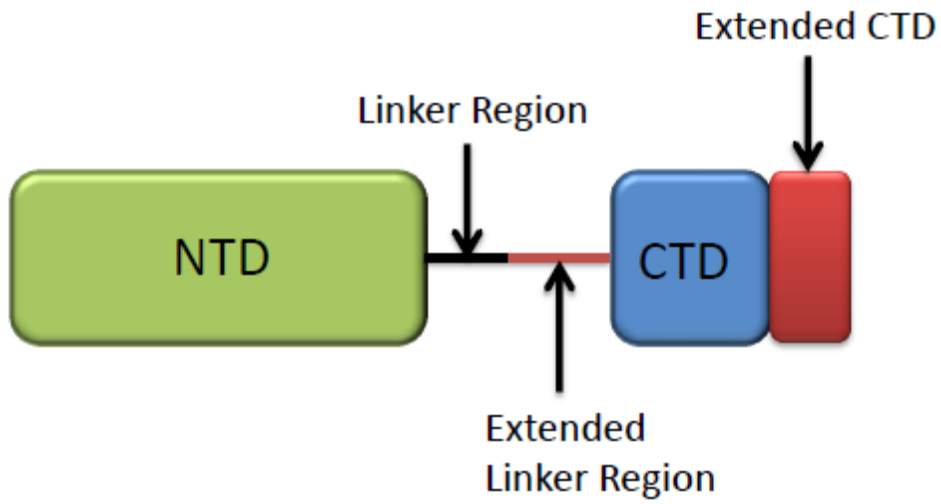 Extended CTD
Linker Region
NTD
CTD
Extended
Linker Region